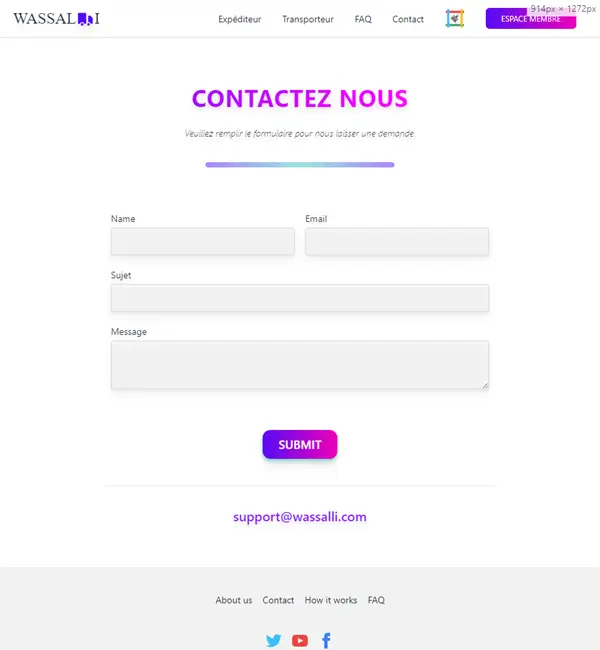 WASSALLI
Expéditeur Transporteur FAQ Contact ESPACE MEMBRE
914px × 1272px
CONTACTEZ NOUS
Veuillez remplir le formulaire pour nous laisser une demande.
Name Email
Sujet
Message
SUBMIT
support@wassalli.com
About us Contact How it works FAQ